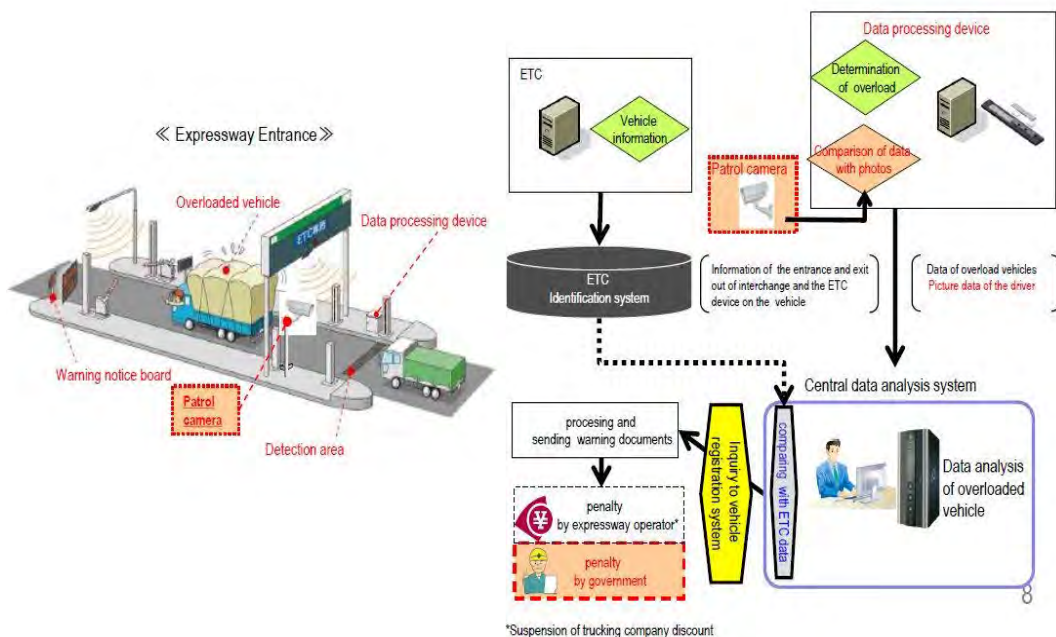 ≪ Expressway Entrance ≫
Overloaded vehicle
Data processing device
Warning notice board
Patrol
camera
Detection area
ETC
Vehicle
information
Data processing device
Determination
of overload
Comparison of data
with photos
Patrol camera
ETC
Identification system
Information of the entrance and exit
out of interchange and the ETC
device on the vehicle
Data of overload vehicles
Picture data of the driver
Central data analysis system
comparing with ETC data
Data analysis
of overloaded
vehicle
Inquiry to vehicle
registration system
procesing and
sending warning documents
¥
penalty
by expressway operator*
penalty
by government
8
*Suspension of trucking company discount